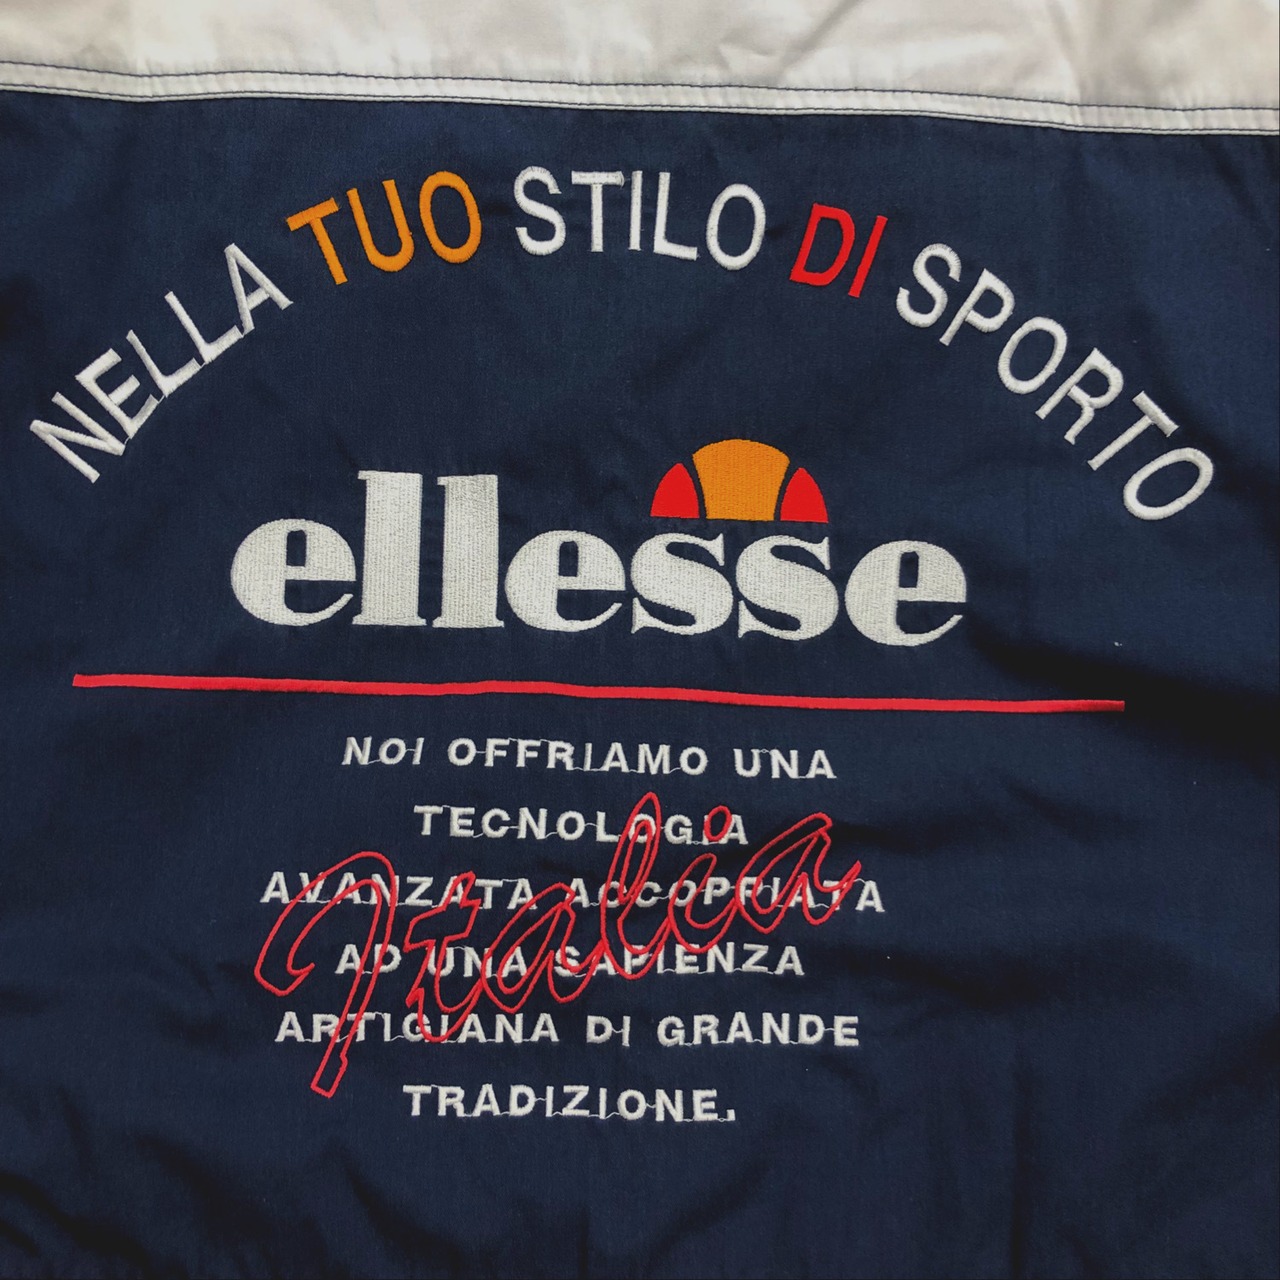 NELLA TUO STILO DI SPORTO
ellesse
NOI OFFRIAMO UNA
TECNOLOGIA
AVANZATA ACCOPPIATA
AD UNA SAPIENZA
ARTIGIANA DI GRANDE
TRADIZIONE.
Italia